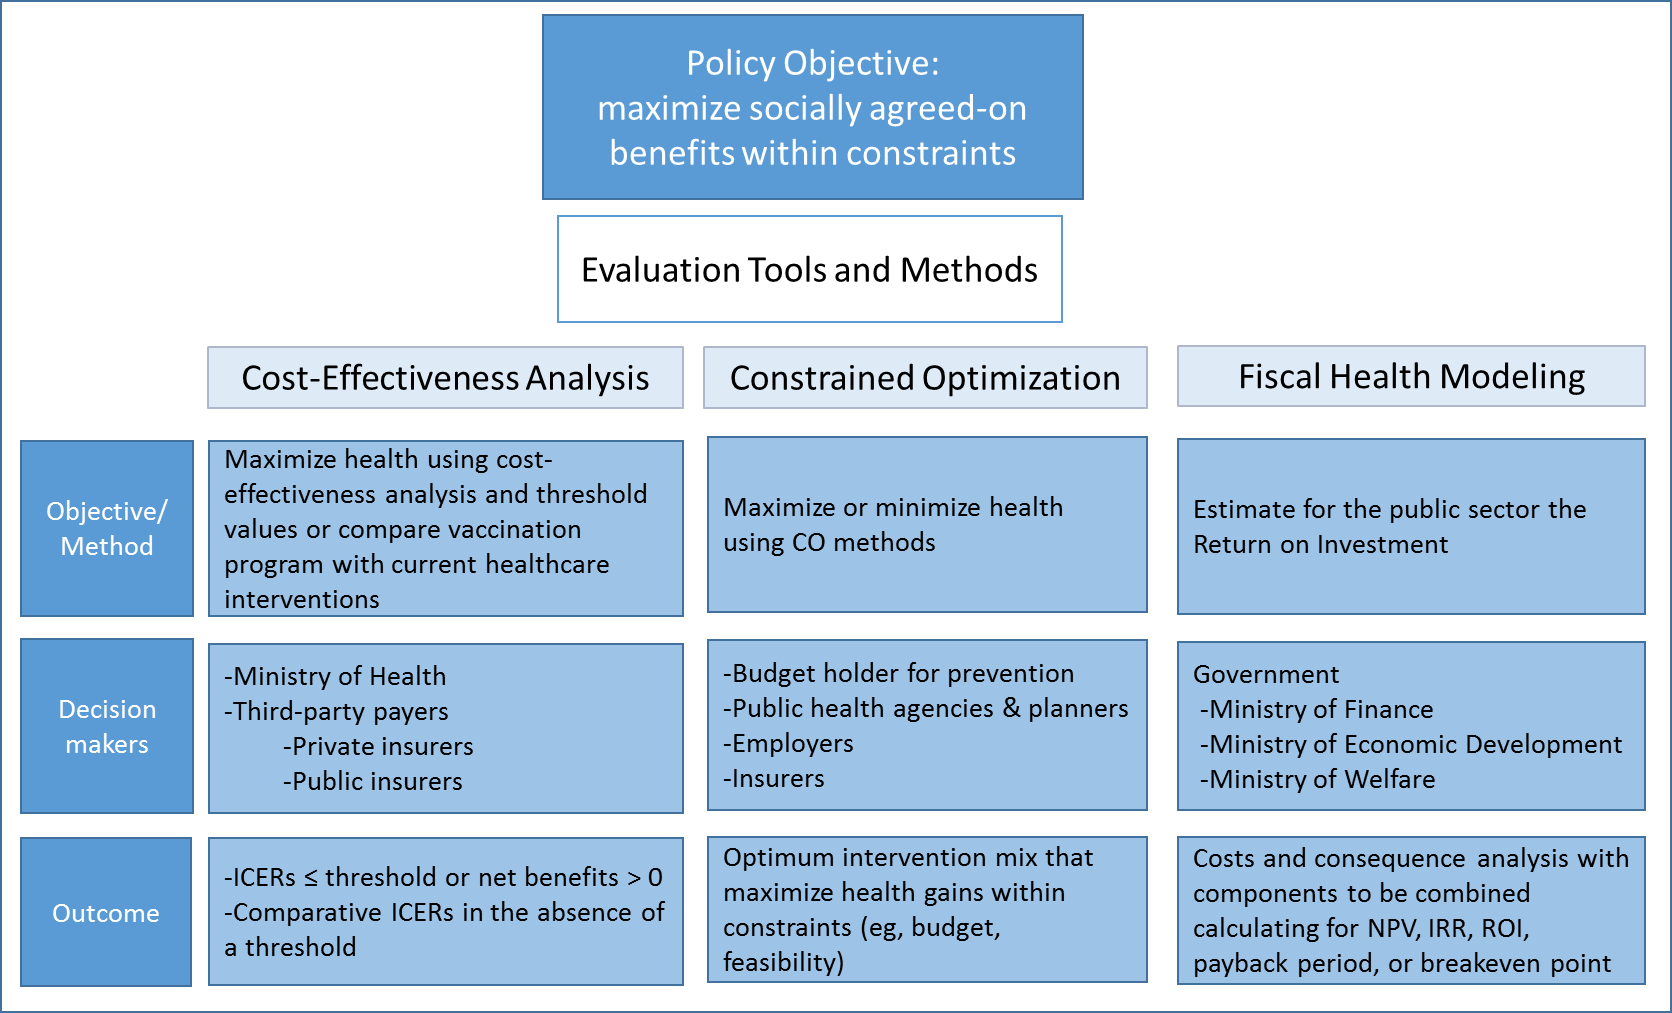 Policy Objective:
maximize socially agreed-on
benefits within constraints
Evaluation Tools and Methods
Cost-Effectiveness Analysis
Constrained Optimization
Fiscal Health Modeling
Objective/
Method
Maximize health using cost-
effectiveness analysis and threshold
values or compare vaccination
program with current healthcare
interventions
Maximize or minimize health
using CO methods
Estimate for the public sector the
Return on Investment
Decision
makers
-Ministry of Health
-Third-party payers
-Private insurers
-Public insurers
-Budget holder for prevention
-Public health agencies & planners
-Employers
-Insurers
Government
-Ministry of Finance
-Ministry of Economic Development
-Ministry of Welfare
Outcome
-ICERs ≤ threshold or net benefits > 0
-Comparative ICERs in the absence of
a threshold
Optimum intervention mix that
maximize health gains within
constraints (eg, budget,
feasibility)
Costs and consequence analysis with
components to be combined
calculating for NPV, IRR, ROI,
payback period, or breakeven point